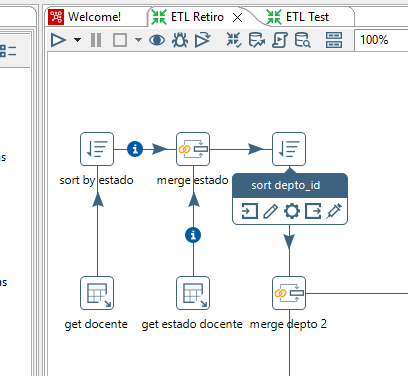 Welcome!
ETL Retiro
ETL Test
100%
sort by estado
merge estado
sort depto_id
get docente
get estado docente
merge depto 2